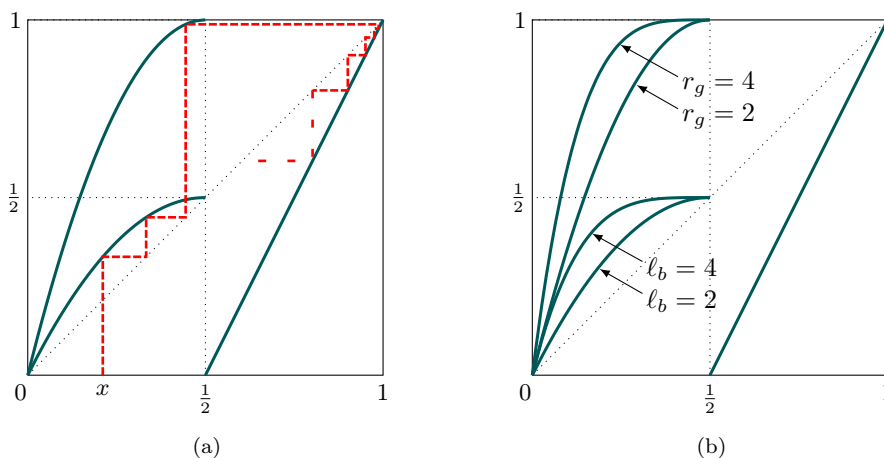 1
1/2
0
x
1/2
1
(a)
1
r_g = 4
r_g = 2
1/2
ℓ_b = 4
ℓ_b = 2
0
1/2
(b)